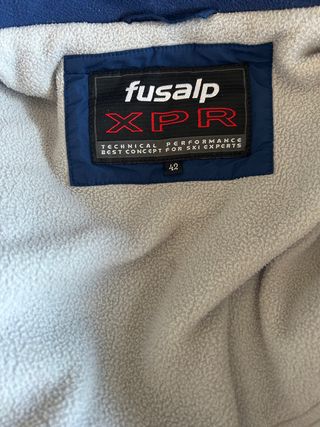 fusalp
XPR
TECHNICAL PERFORMANCE
BEST CONCEPT FOR SKI EXPERTS
42